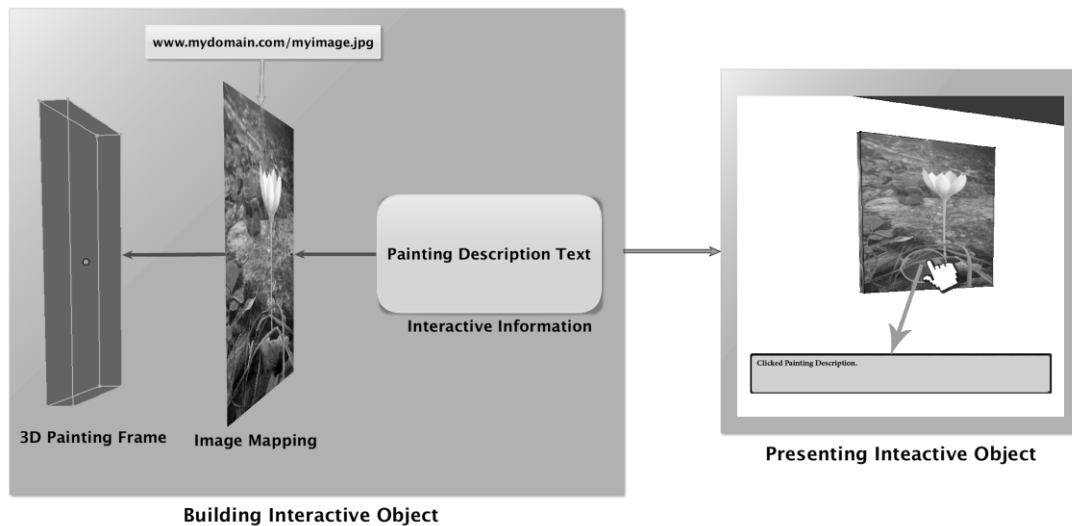 www.mydomain.com/myimage.jpg
Painting Description Text
Interactive Information
3D Painting Frame
Image Mapping
Building Interactive Object
Clicked Painting Description.
Presenting Inteactive Object